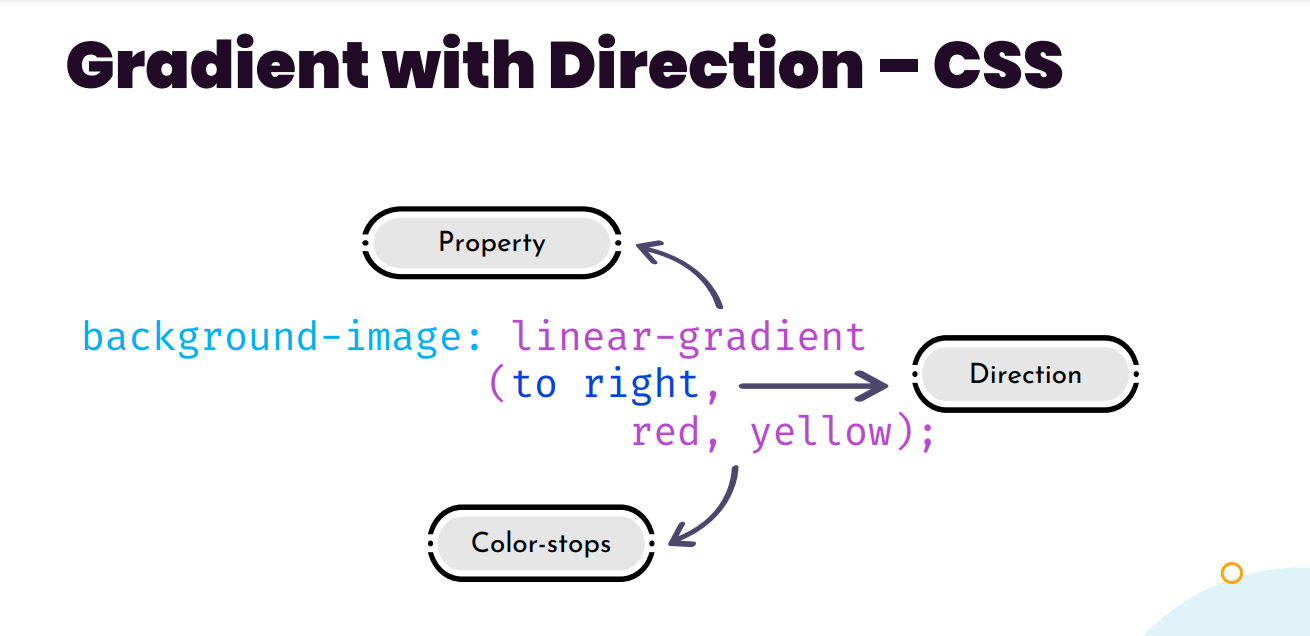 Gradient with Direction – CSS
Property
background-image: linear-gradient
(to right,
Direction
red, yellow);
Color-stops